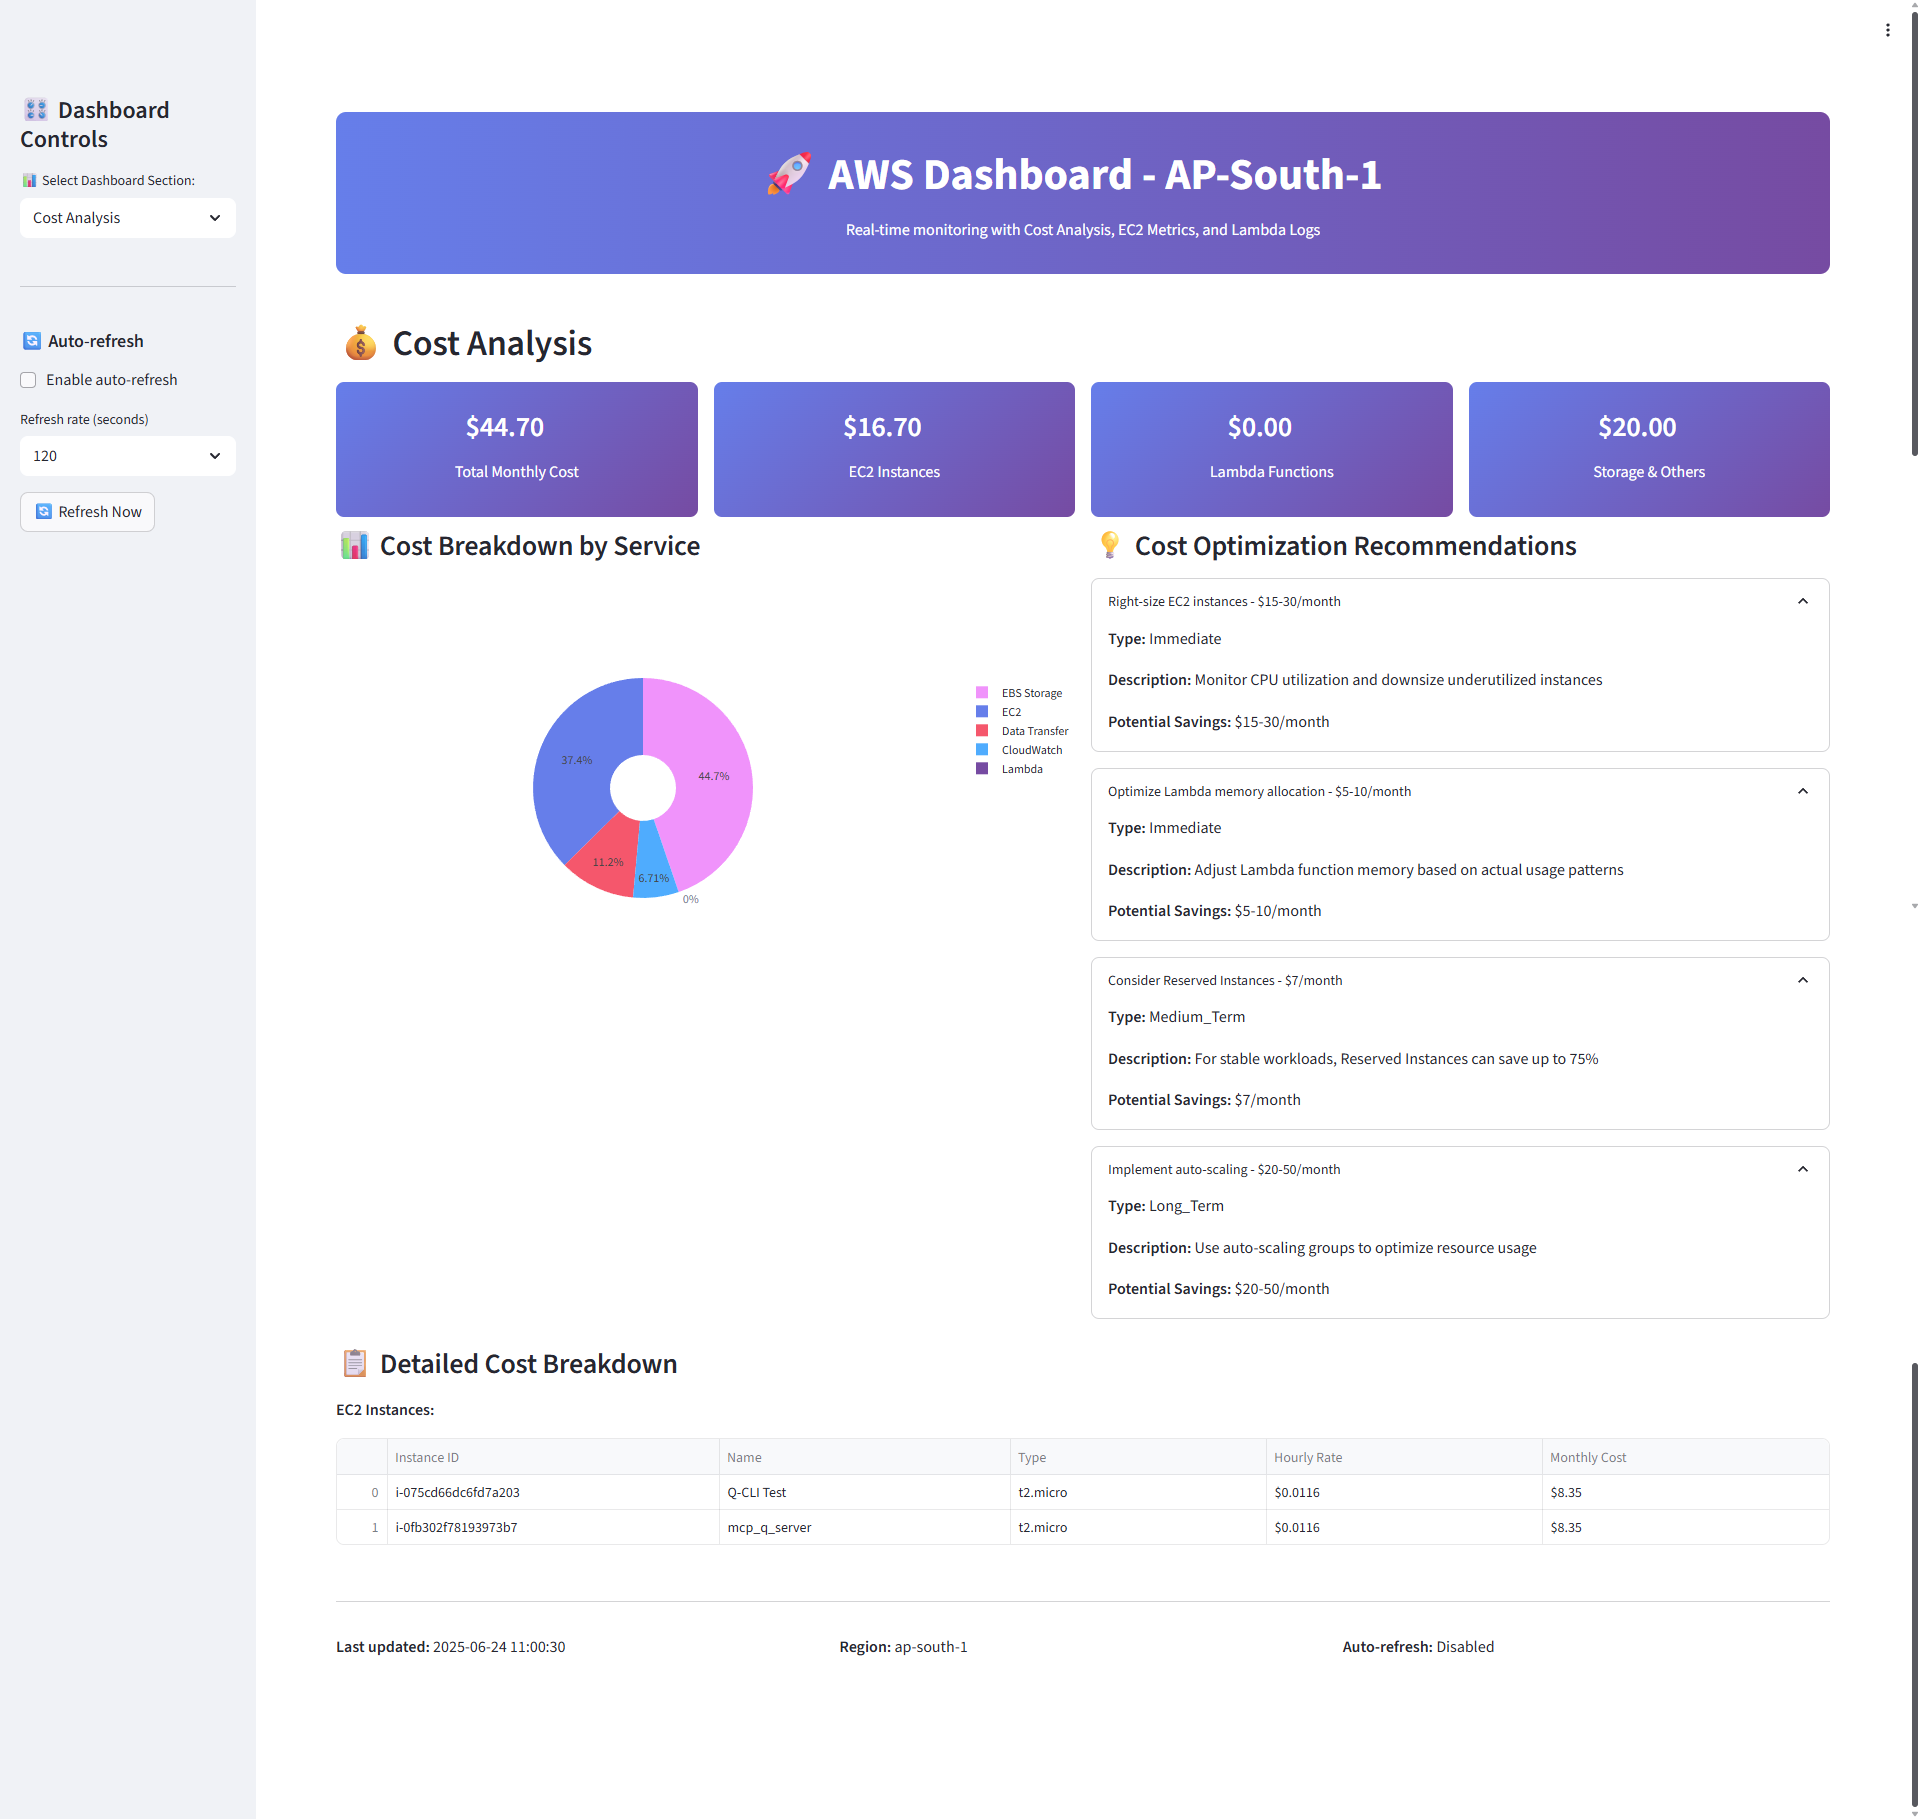 Dashboard
Controls
Select Dashboard Section:
Cost Analysis
Auto-refresh
Enable auto-refresh
Refresh rate (seconds)
120
Refresh Now
AWS Dashboard - AP-South-1
Real-time monitoring with Cost Analysis, EC2 Metrics, and Lambda Logs
Cost Analysis
$44.70
Total Monthly Cost
$16.70
EC2 Instances
$0.00
Lambda Functions
$20.00
Storage & Others
Cost Breakdown by Service
37.4%
44.7%
11.2%
6.71%
0%
EBS Storage
EC2
Data Transfer
CloudWatch
Lambda
Cost Optimization Recommendations
Right-size EC2 instances - $15-30/month
Type: Immediate
Description: Monitor CPU utilization and downsize underutilized instances
Potential Savings: $15-30/month
Optimize Lambda memory allocation - $5-10/month
Type: Immediate
Description: Adjust Lambda function memory based on actual usage patterns
Potential Savings: $5-10/month
Consider Reserved Instances - $7/month
Type: Medium_Term
Description: For stable workloads, Reserved Instances can save up to 75%
Potential Savings: $7/month
Implement auto-scaling - $20-50/month
Type: Long_Term
Description: Use auto-scaling groups to optimize resource usage
Potential Savings: $20-50/month
Detailed Cost Breakdown
EC2 Instances:
Instance ID Name Type Hourly Rate Monthly Cost
0 i-075cd66dc6fd7a203 Q-CLI Test t2.micro $0.0116 $8.35
1 i-0fb302f78193973b7 mcp_q_server t2.micro $0.0116 $8.35
Last updated: 2025-06-24 11:00:30 Region: ap-south-1 Auto-refresh: Disabled